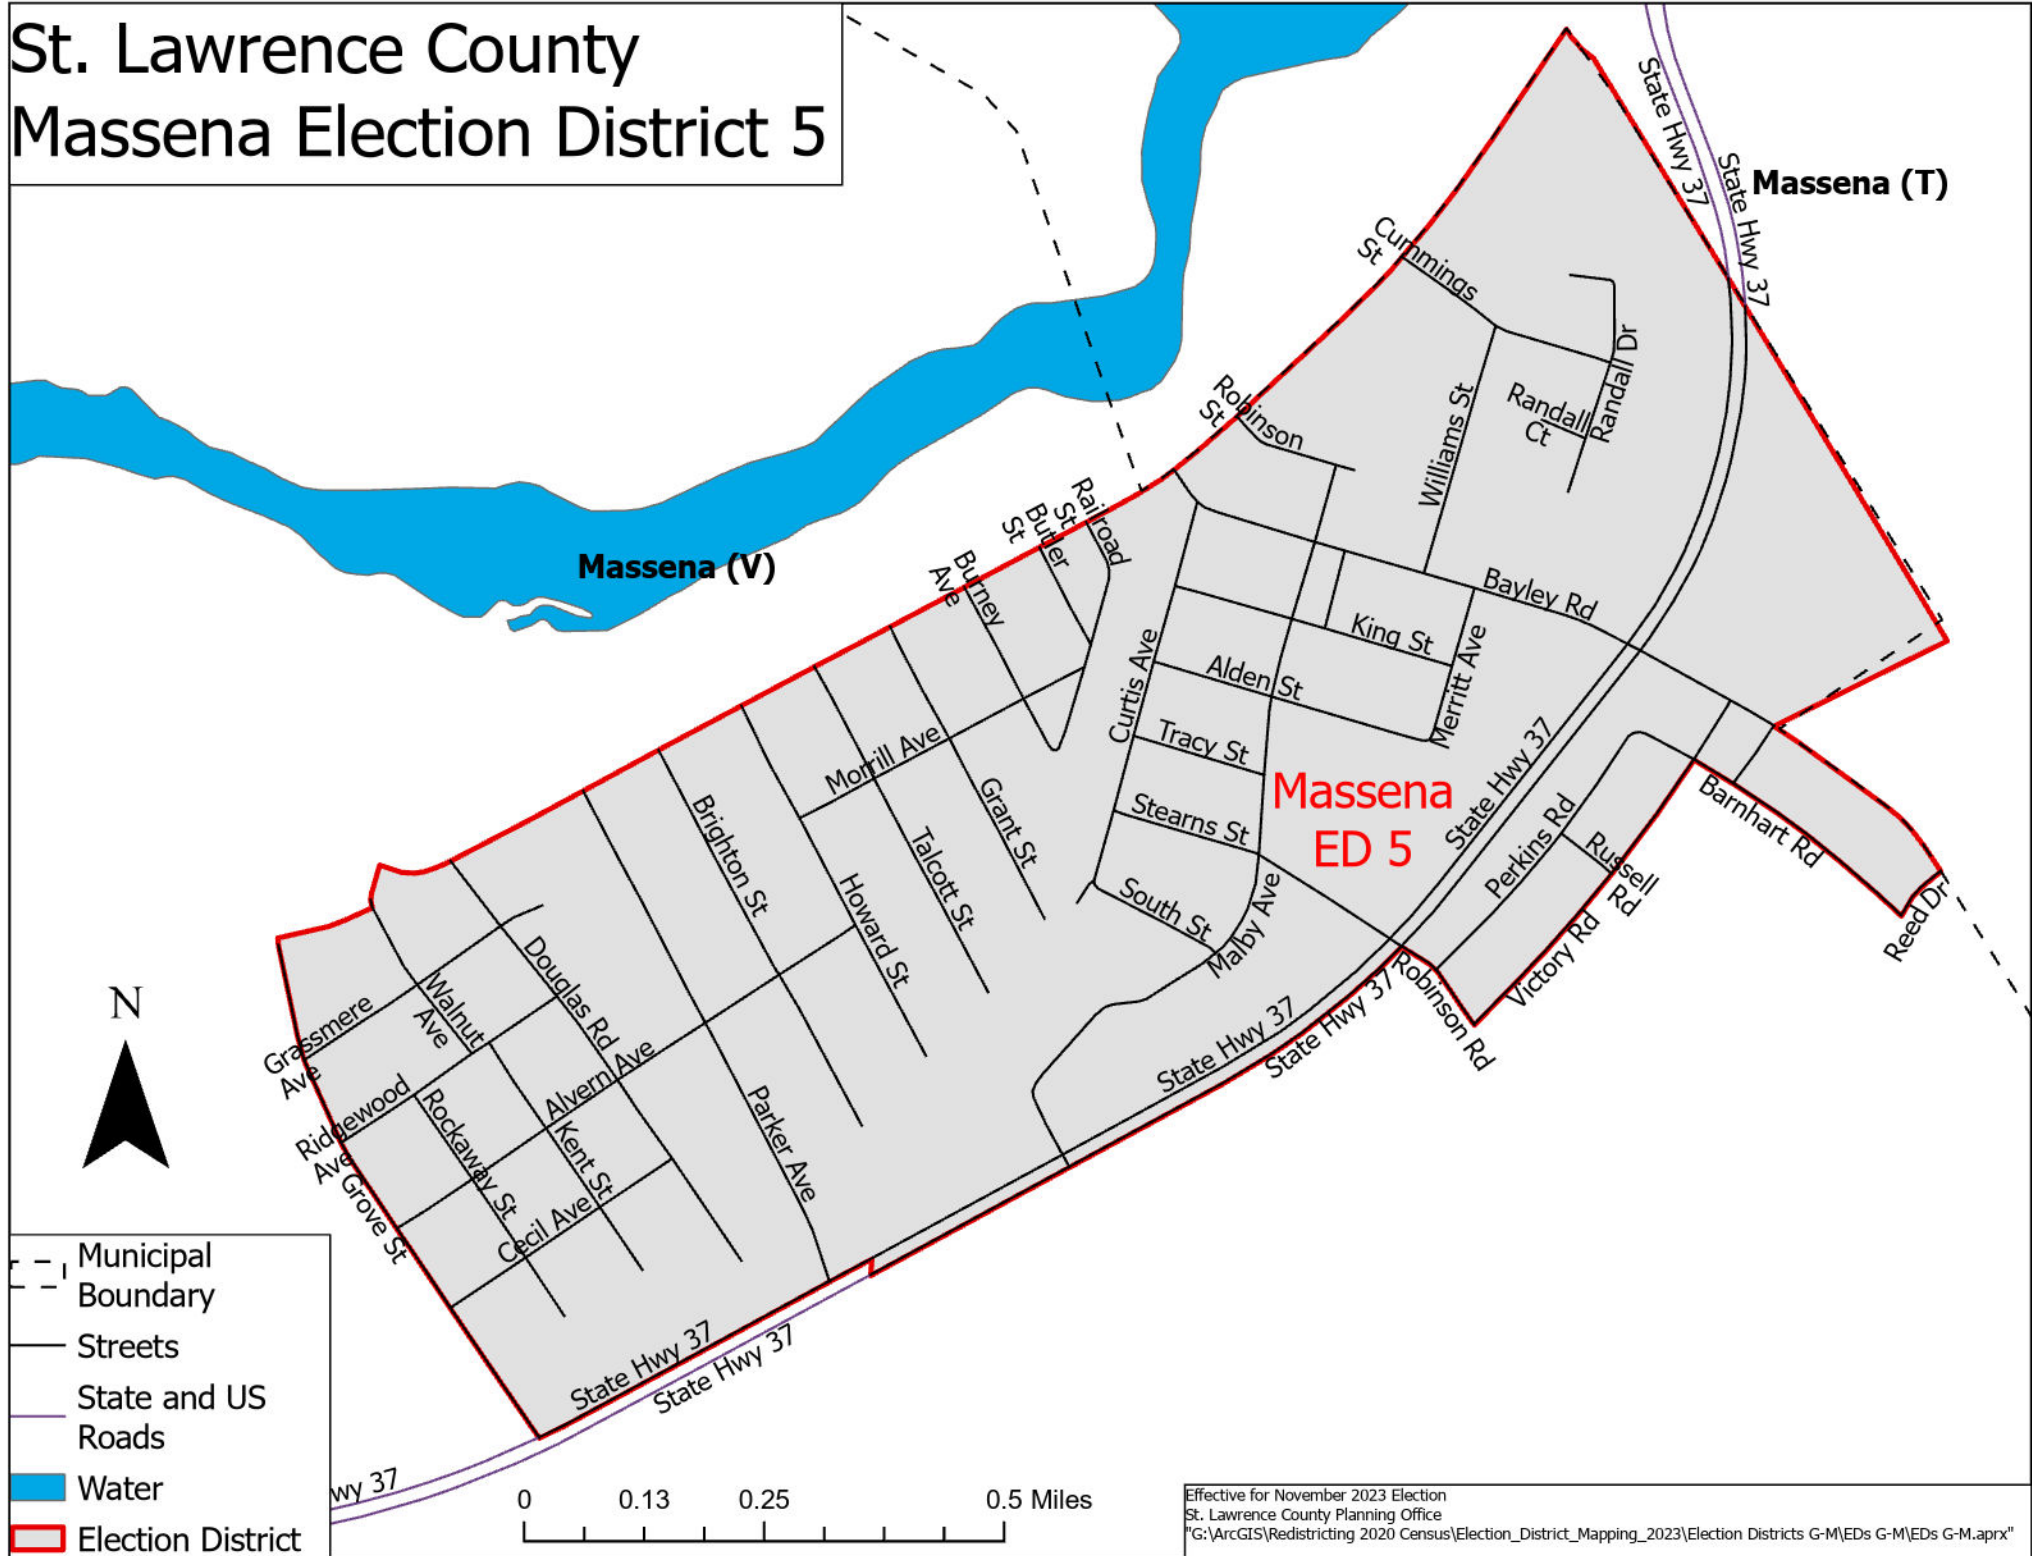 St. Lawrence County
Massena Election District 5
State Hwy 37
State Hwy 37
Massena (T)
Cummings
St
Randall Dr
Randall
Ct
Williams St
Robinson
St
Railroad
St
Butler
St
Burney
Ave
Massena (V)
Bayley Rd
King St
Merritt Ave
Alden St
Curtis Ave
Tracy St
Stearns St
South St
Malby Ave
Massena
ED 5
State Hwy 37
Perkins Rd
Russell
Rd
Barnhart Rd
Reed Dr
Victory Rd
Robinson Rd
Morrill Ave
Grant St
Talcott St
Howard St
Brighton St
Parker Ave
Douglas Rd
Walnut
Ave
Grassmere
Ave
Ridgewood
Ave
Rockaway St
Alvern Ave
Kent St
Cecil Ave
Grove St
State Hwy 37
State Hwy 37
State Hwy 37
State Hwy 37
wy 37
N
Municipal
Boundary
Streets
State and US
Roads
Water
Election District
0 0.13 0.25 0.5 Miles
Effective for November 2023 Election
St. Lawrence County Planning Office
"G:\ArcGIS\Redistricting 2020 Census\Election_District_Mapping_2023\Election Districts G-M\EDs G-M\EDs G-M.aprx"